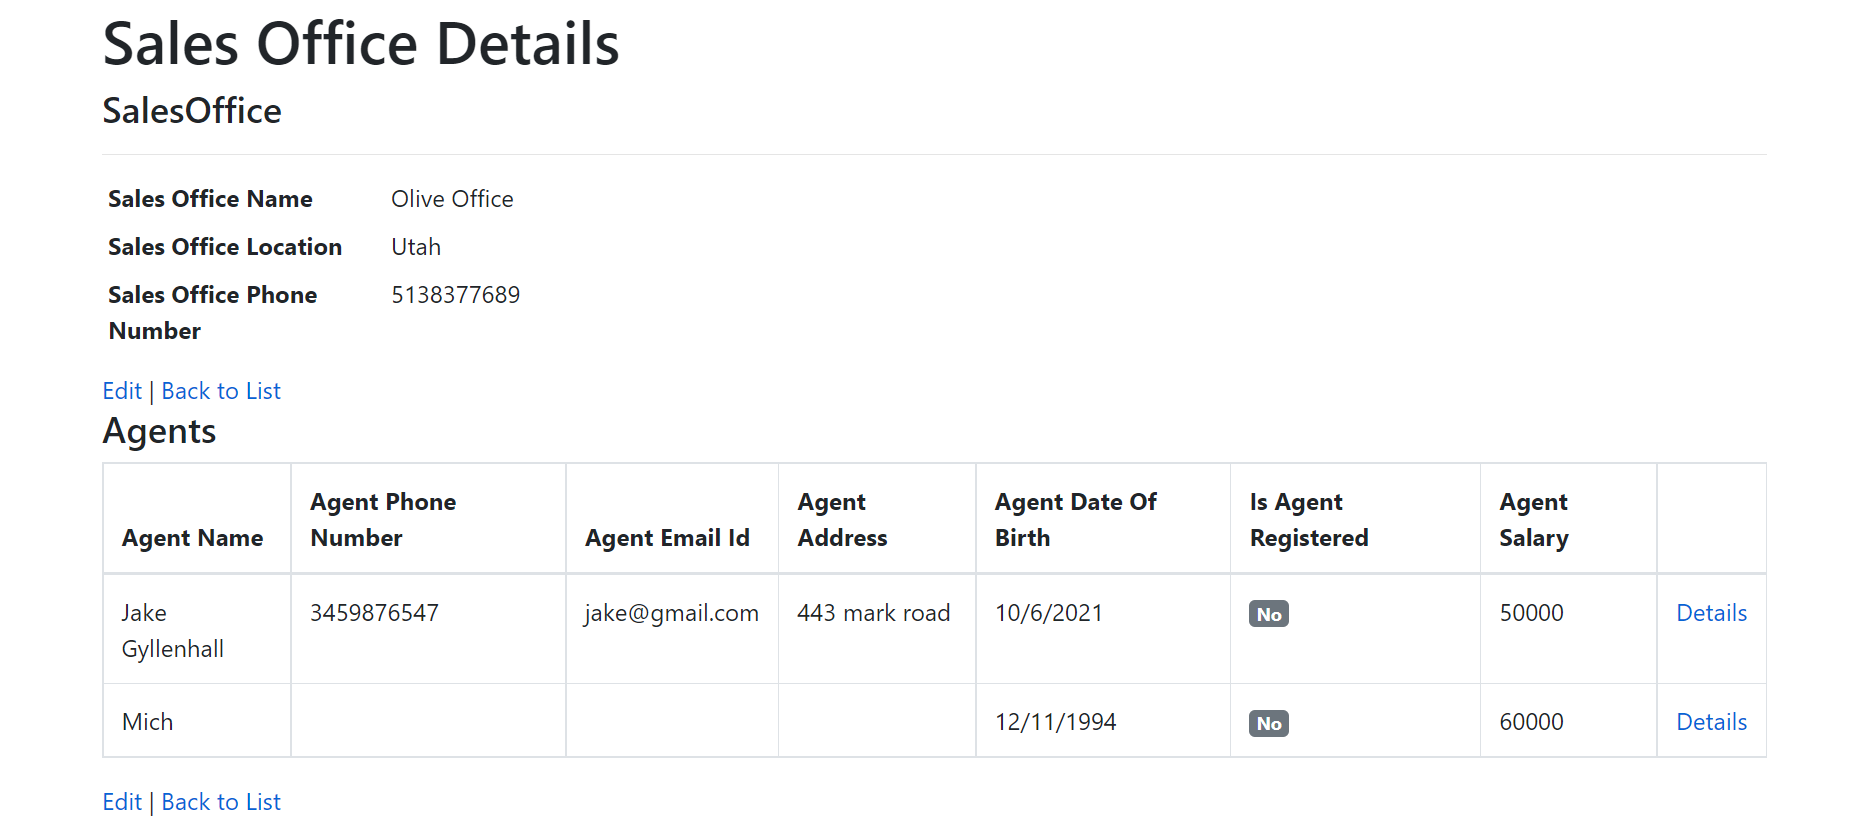 Sales Office Details
SalesOffice
Sales Office Name Olive Office
Sales Office Location Utah
Sales Office Phone Number 5138377689
Edit | Back to List
Agents
Agent Name Agent Phone Number Agent Email Id Agent Address Agent Date Of Birth Is Agent Registered Agent Salary
Jake Gyllenhall 3459876547 jake@gmail.com 443 mark road 10/6/2021 No 50000 Details
Mich 12/11/1994 No 60000 Details
Edit | Back to List